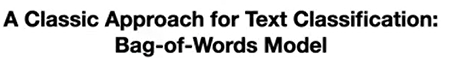 A Classic Approach for Text Classification:
Bag-of-Words Model